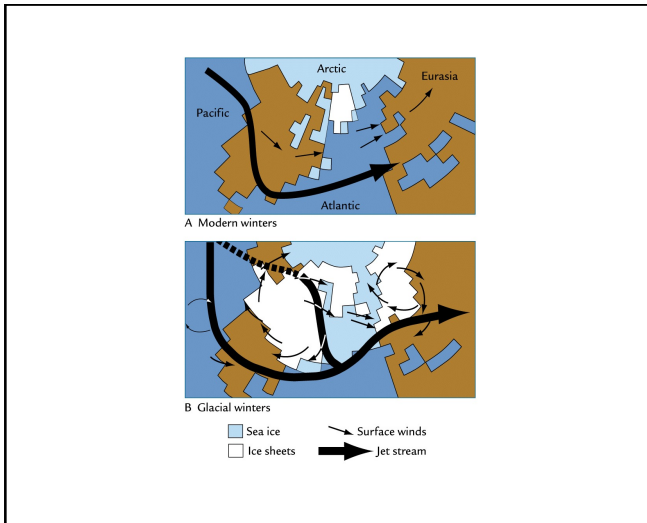 Arctic
Eurasia
Pacific
Atlantic
A Modern winters
B Glacial winters
Sea ice
Surface winds
Ice sheets
Jet stream